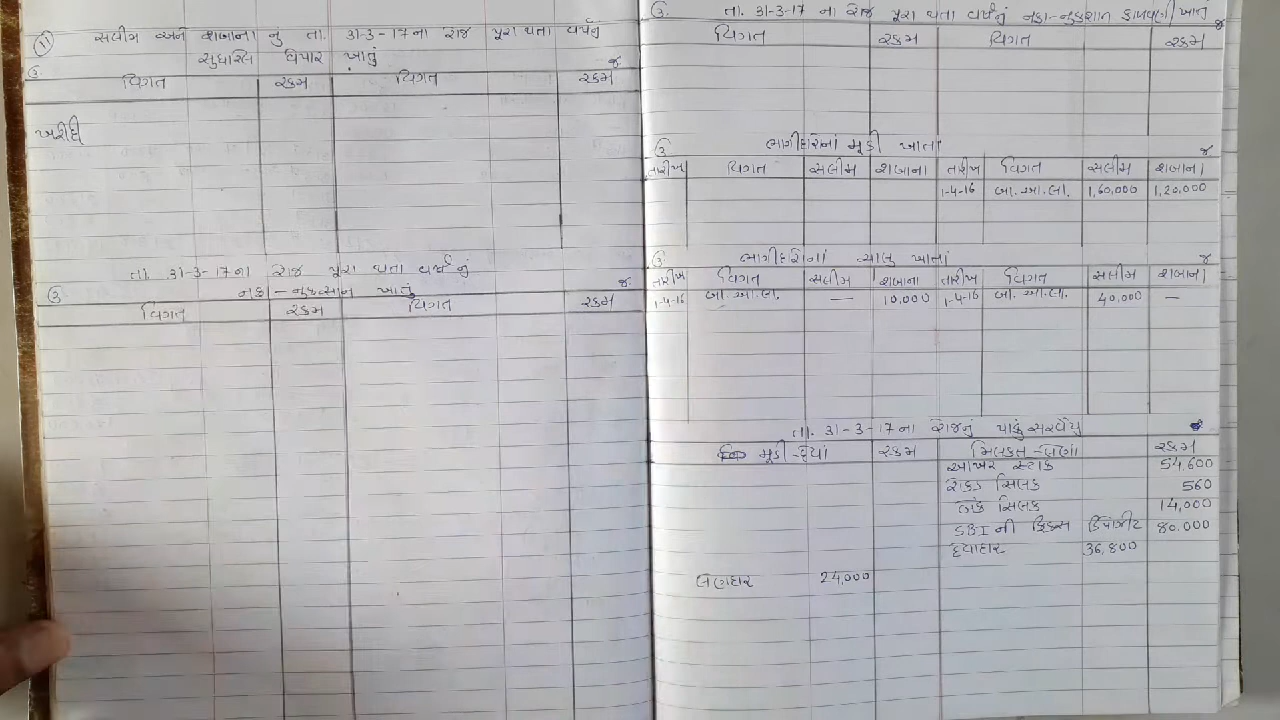 (૧) સલીમ અને શબાના નું તા. 31-3-17ના રોજ પૂરા થતા વર્ષનું
સુધારેલ વેપાર ખાતું
ઉ જ
વિગત રકમ વિગત રકમ
ખરીદી
તા. 31-3-17ના રોજ પૂરા થતા વર્ષનું
ઉ નફા-નુકસાન ખાતું જ
વિગત રકમ વિગત રકમ
ઉ. તા. 31-3-17 ના રોજ પૂરા થતા વર્ષનું નફા-નુકશાન ફાળવણી ખાતું જ
વિગત રકમ વિગત રકમ
ઉ ભાગીદારોનાં મૂડી ખાતાં જ
તારીખ વિગત સલીમ શબાના તારીખ વિગત સલીમ શબાના
1-4-16 બા.આ.લા. 1,60,000 1,20,000
ઉ ભાગીદારોનાં ચાલુ ખાતાં જ
તારીખ વિગત સલીમ શબાના તારીખ વિગત સલીમ શબાના
1-4-16 બા.આ.લા. — 10,000 1-4-16 બા.આ.લા. 40,000 —
તા. 31-3-17ના રોજનું પાકું સરવૈયુ
મૂડી-દેવાં રકમ મિલકત-લેણાં રકમ
આખર સ્ટોક 54,600
રોકડ સિલક 560
બેંક સિલક 14,000
SBI ની ફિક્સ ડિપોઝીટ 80,000
દેવાદાર 36,800
લેણદાર 24,000